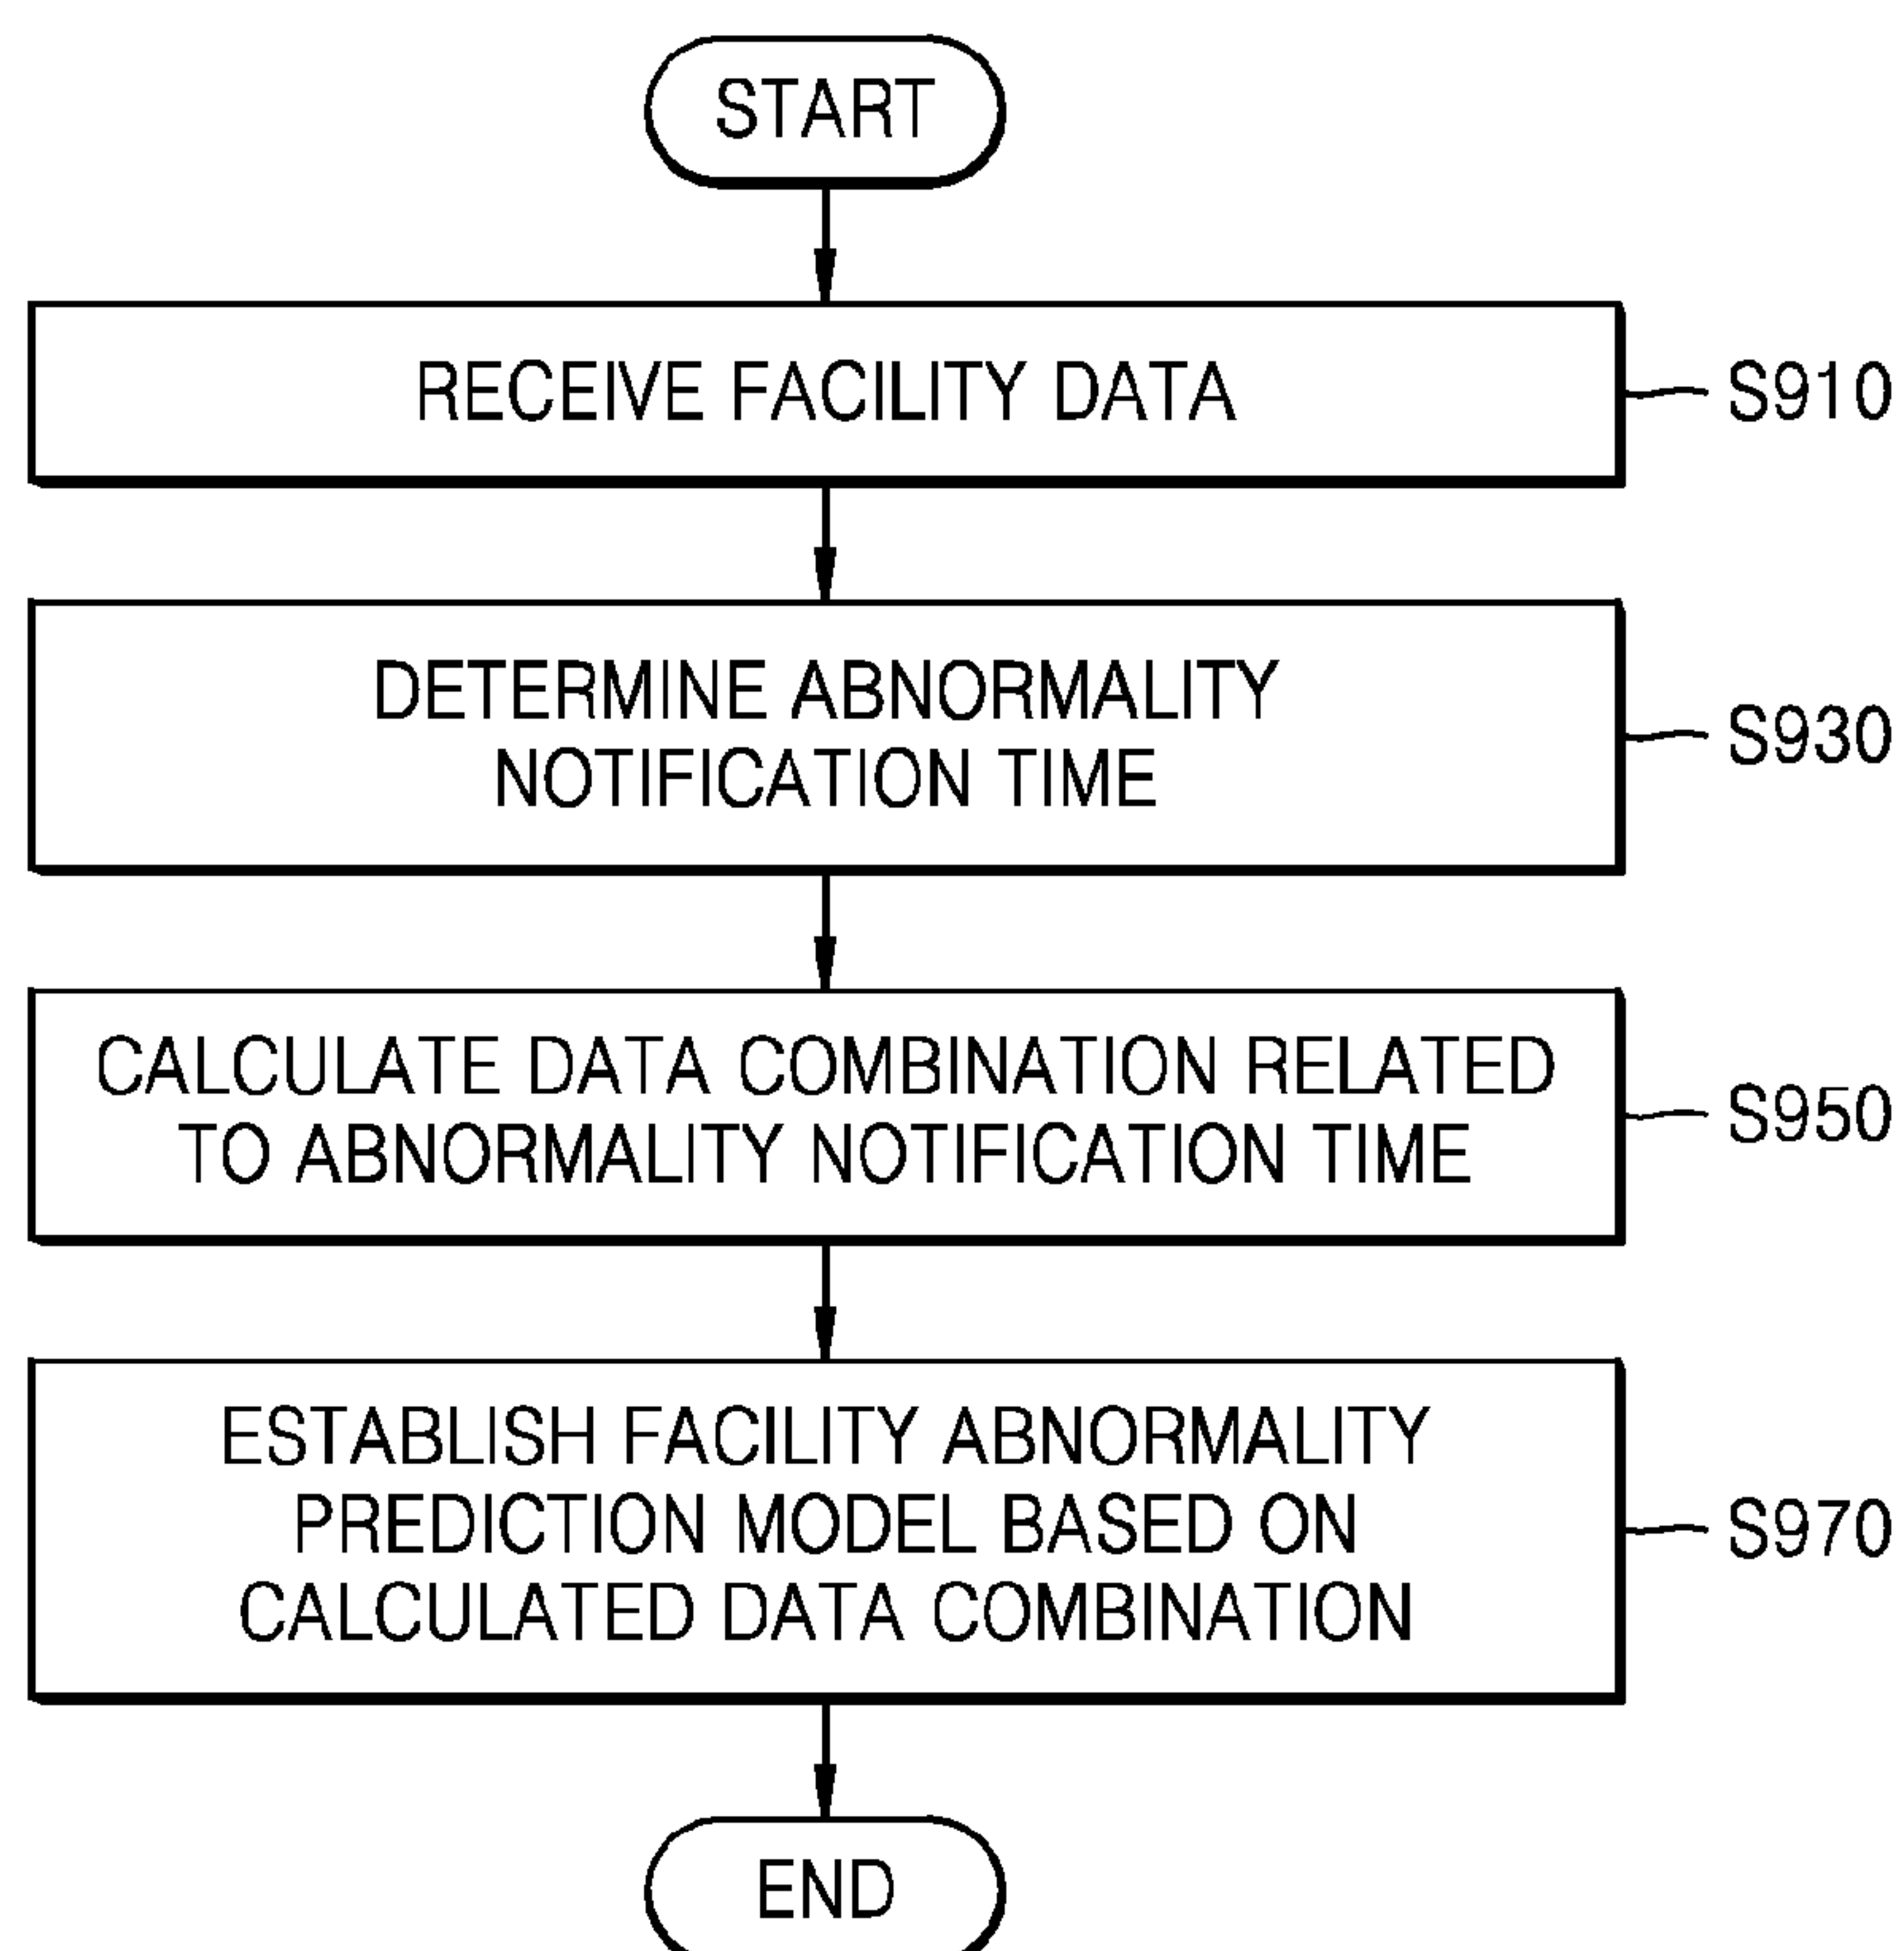 START
RECEIVE FACILITY DATA
S910
DETERMINE ABNORMALITY
NOTIFICATION TIME
S930
CALCULATE DATA COMBINATION RELATED
TO ABNORMALITY NOTIFICATION TIME
S950
ESTABLISH FACILITY ABNORMALITY
PREDICTION MODEL BASED ON
CALCULATED DATA COMBINATION
S970
END